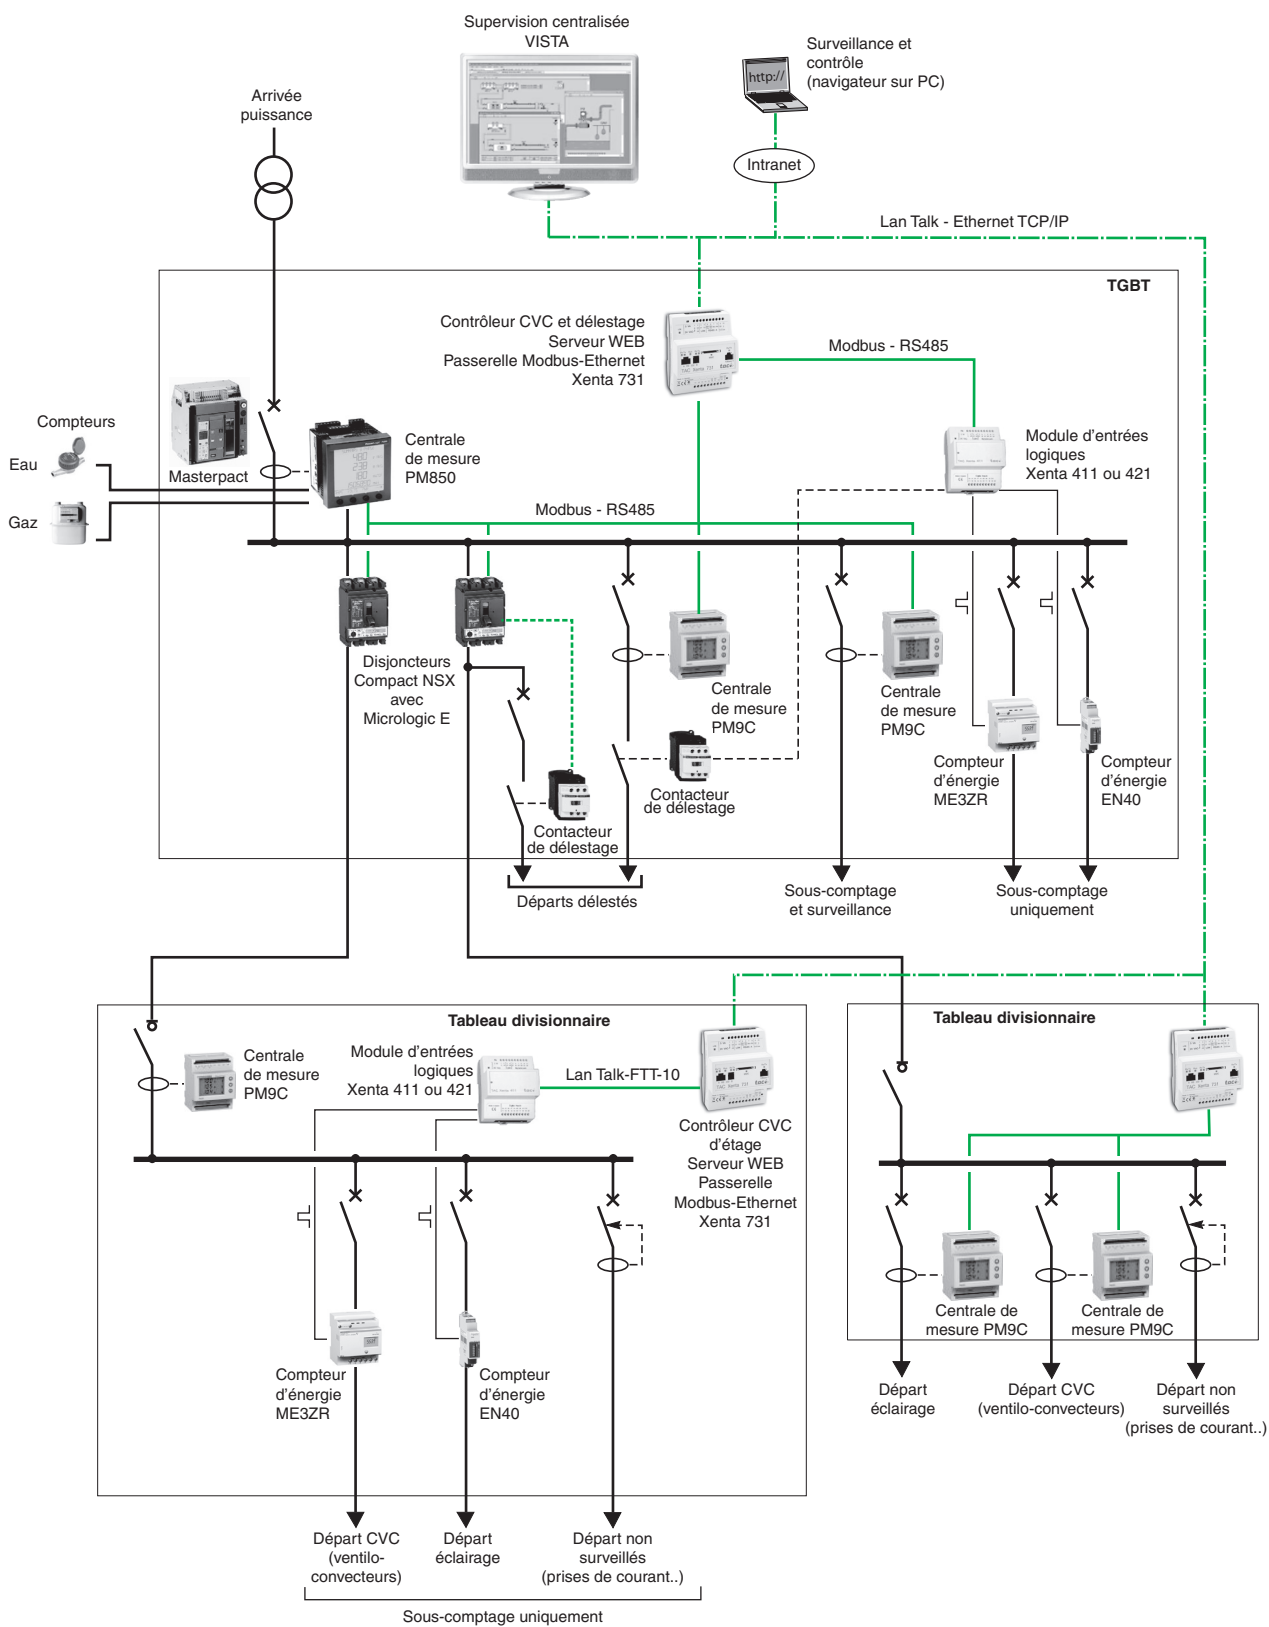 Supervision centralisée
VISTA
Surveillance et
contrôle
(navigateur sur PC)
http://
Arrivée
puissance
Intranet
Lan Talk - Ethernet TCP/IP
TGBT
Contrôleur CVC et délestage
Serveur WEB
Passerelle Modbus-Ethernet
Xenta 731
Modbus - RS485
Compteurs
Eau
Gaz
Masterpact
Centrale
de mesure
PM850
Module d'entrées
logiques
Xenta 411 ou 421
Modbus - RS485
Disjoncteurs
Compact NSX
avec
Micrologic E
Centrale
de mesure
PM9C
Centrale
de mesure
PM9C
Compteur
d'énergie
ME3ZR
Compteur
d'énergie
EN40
Contacteur
de délestage
Contacteur
de délestage
Départs délestés
Sous-comptage
et surveillance
Sous-comptage
uniquement
Tableau divisionnaire
Centrale
de mesure
PM9C
Module d'entrées
logiques
Xenta 411 ou 421
Lan Talk-FTT-10
TAC Xenta 731
Contrôleur CVC
d'étage
Serveur WEB
Passerelle
Modbus-Ethernet
Xenta 731
Compteur
d'énergie
ME3ZR
Compteur
d'énergie
EN40
Départ CVC
(ventilo-
convecteurs)
Départ
éclairage
Départ non
surveillés
(prises de courant..)
Sous-comptage uniquement
Tableau divisionnaire
TAC Xenta 731
Centrale de
mesure PM9C
Centrale de
mesure PM9C
Départ
éclairage
Départ CVC
(ventilo-convecteurs)
Départ non
surveillés
(prises de courant..)